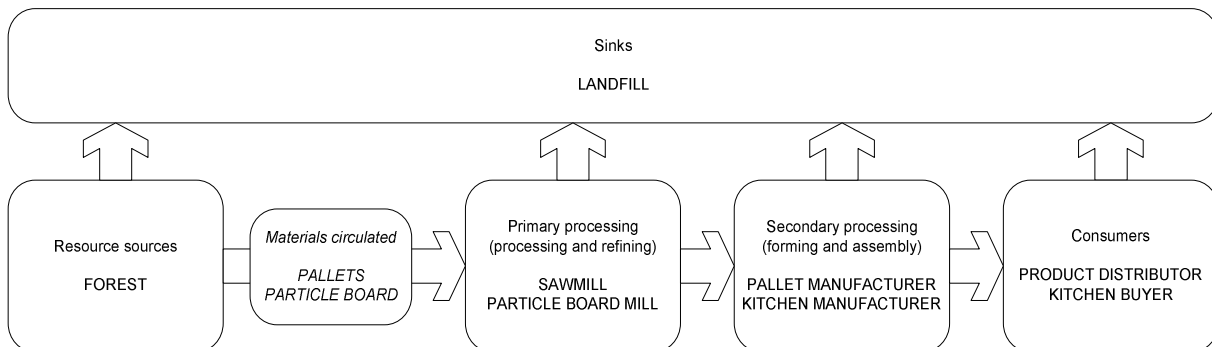 Sinks
LANDFILL
Resource sources
FOREST
Materials circulated
PALLETS
PARTICLE BOARD
Primary processing
(processing and refining)
SAWMILL
PARTICLE BOARD MILL
Secondary processing
(forming and assembly)
PALLET MANUFACTURER
KITCHEN MANUFACTURER
Consumers
PRODUCT DISTRIBUTOR
KITCHEN BUYER